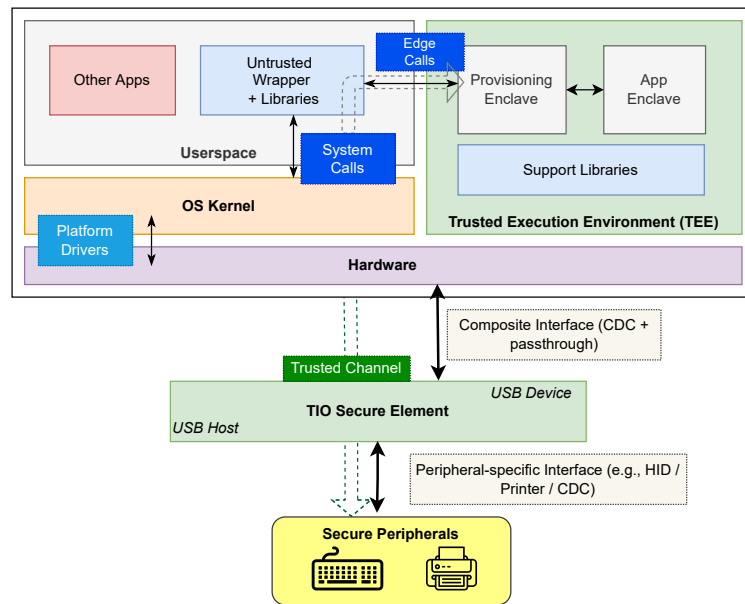 Edge
Calls
Other Apps
Untrusted
Wrapper
+ Libraries
Provisioning
Enclave
App
Enclave
Userspace
System
Calls
Support Libraries
OS Kernel
Trusted Execution Environment (TEE)
Platform
Drivers
Hardware
Composite Interface (CDC +
passthrough)
Trusted Channel
USB Device
TIO Secure Element
USB Host
Peripheral-specific Interface (e.g., HID /
Printer / CDC)
Secure Peripherals